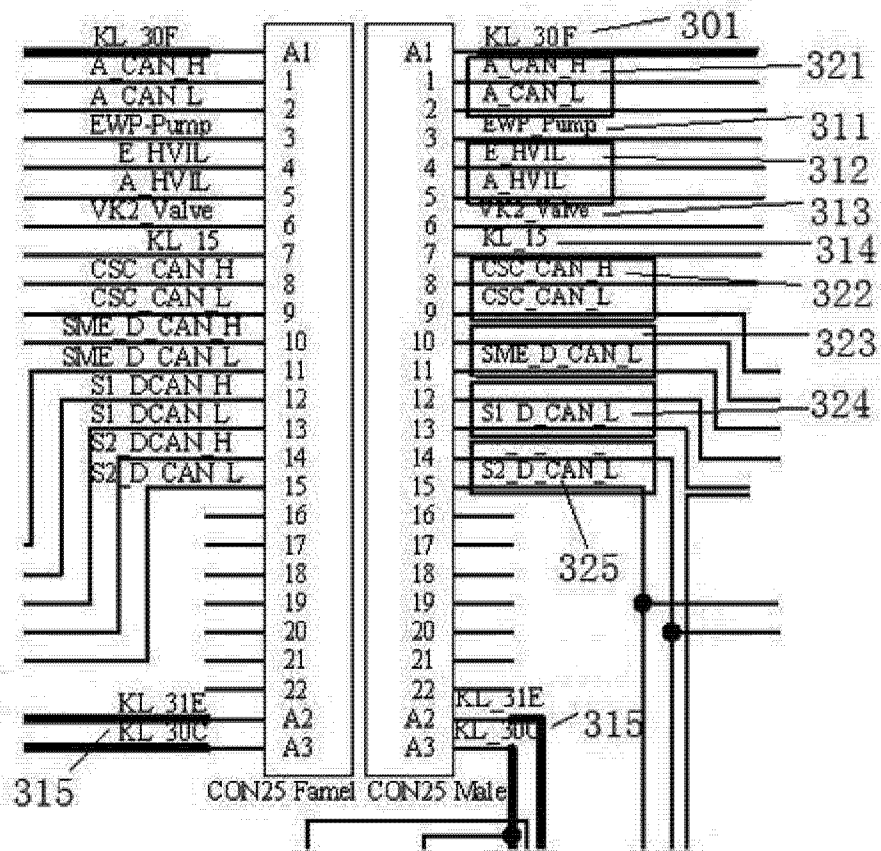 KL_30F A1 A1 KL_30F 301
A_CAN_H 1 1 A_CAN_H 321
A_CAN_L 2 2 A_CAN_L
EWP-Pump 3 3 EWP_Pump 311
E_HVIL 4 4 E_HVIL 312
A_HVIL 5 5 A_HVIL
VK2_Valve 6 6 VK2_Valve 313
KL_15 7 7 KL_15 314
CSC_CAN_H 8 8 CSC_CAN_H 322
CSC_CAN_L 9 9 CSC_CAN_L
SME_D_CAN_H 10 10 323
SME_D_CAN_L 11 11 SME_D_CAN_L
S1_DCAN_H 12 12
S1_DCAN_L 13 13 S1_D_CAN_L 324
S2_DCAN_H 14 14
S2_D_CAN_L 15 15 S2_D_CAN_L
16 16
17 17 325
18 18
19 19
20 20
21 21
22 22
KL_31E A2 A2 KL_31E
KL_30C A3 A3 KL_30C 315
315
CON25 Famel CON25 Male